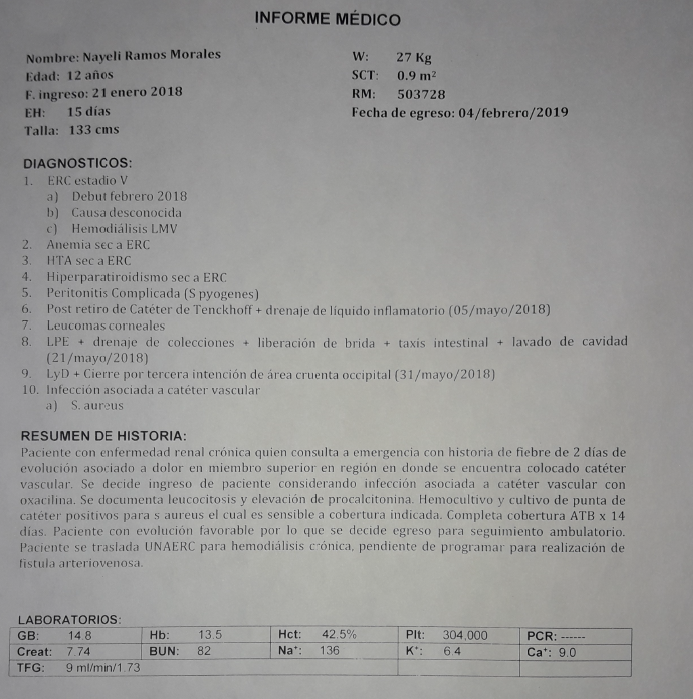 INFORME MÉDICO
Nombre: Nayeli Ramos Morales
W: 27 Kg
Edad: 12 años
SCT: 0.9 m²
F. ingreso: 21 enero 2018
RM: 503728
EH: 15 días
Fecha de egreso: 04/febrero/2019
Talla: 133 cms
DIAGNOSTICOS:
1. ERC estadio V
a) Debut febrero 2018
b) Causa desconocida
c) Hemodiálisis LMV
2. Anemia sec a ERC
3. HTA sec a ERC
4. Hiperparatiroidismo sec a ERC
5. Peritonitis Complicada (S pyogenes)
6. Post retiro de Catéter de Tenckhoff + drenaje de líquido inflamatorio (05/mayo/2018)
7. Leucomas corneales
8. LPE + drenaje de colecciones + liberación de brida + taxis intestinal + lavado de cavidad
(21/mayo/2018)
9. LyD + Cierre por tercera intención de área cruenta occipital (31/mayo/2018)
10. Infección asociada a catéter vascular
a) S. aureus
RESUMEN DE HISTORIA:
Paciente con enfermedad renal crónica quien consulta a emergencia con historia de fiebre de 2 días de
evolución asociado a dolor en miembro superior en región en donde se encuentra colocado catéter
vascular. Se decide ingreso de paciente considerando infección asociada a catéter vascular con
oxacilina. Se documenta leucocitosis y elevación de procalcitonina. Hemocultivo y cultivo de punta de
catéter positivos para s aureus el cual es sensible a cobertura indicada. Completa cobertura ATB x 14
días. Paciente con evolución favorable por lo que se decide egreso para seguimiento ambulatorio.
Paciente se traslada UNAERC para hemodiálisis crónica, pendiente de programar para realización de
fistula arteriovenosa.
LABORATORIOS:
GB: 14.8 Hb: 13.5 Hct: 42.5% Plt: 304,000 PCR: ------
Creat: 7.74 BUN: 82 Na⁺: 136 K⁺: 6.4 Ca⁺: 9.0
TFG: 9 ml/min/1.73